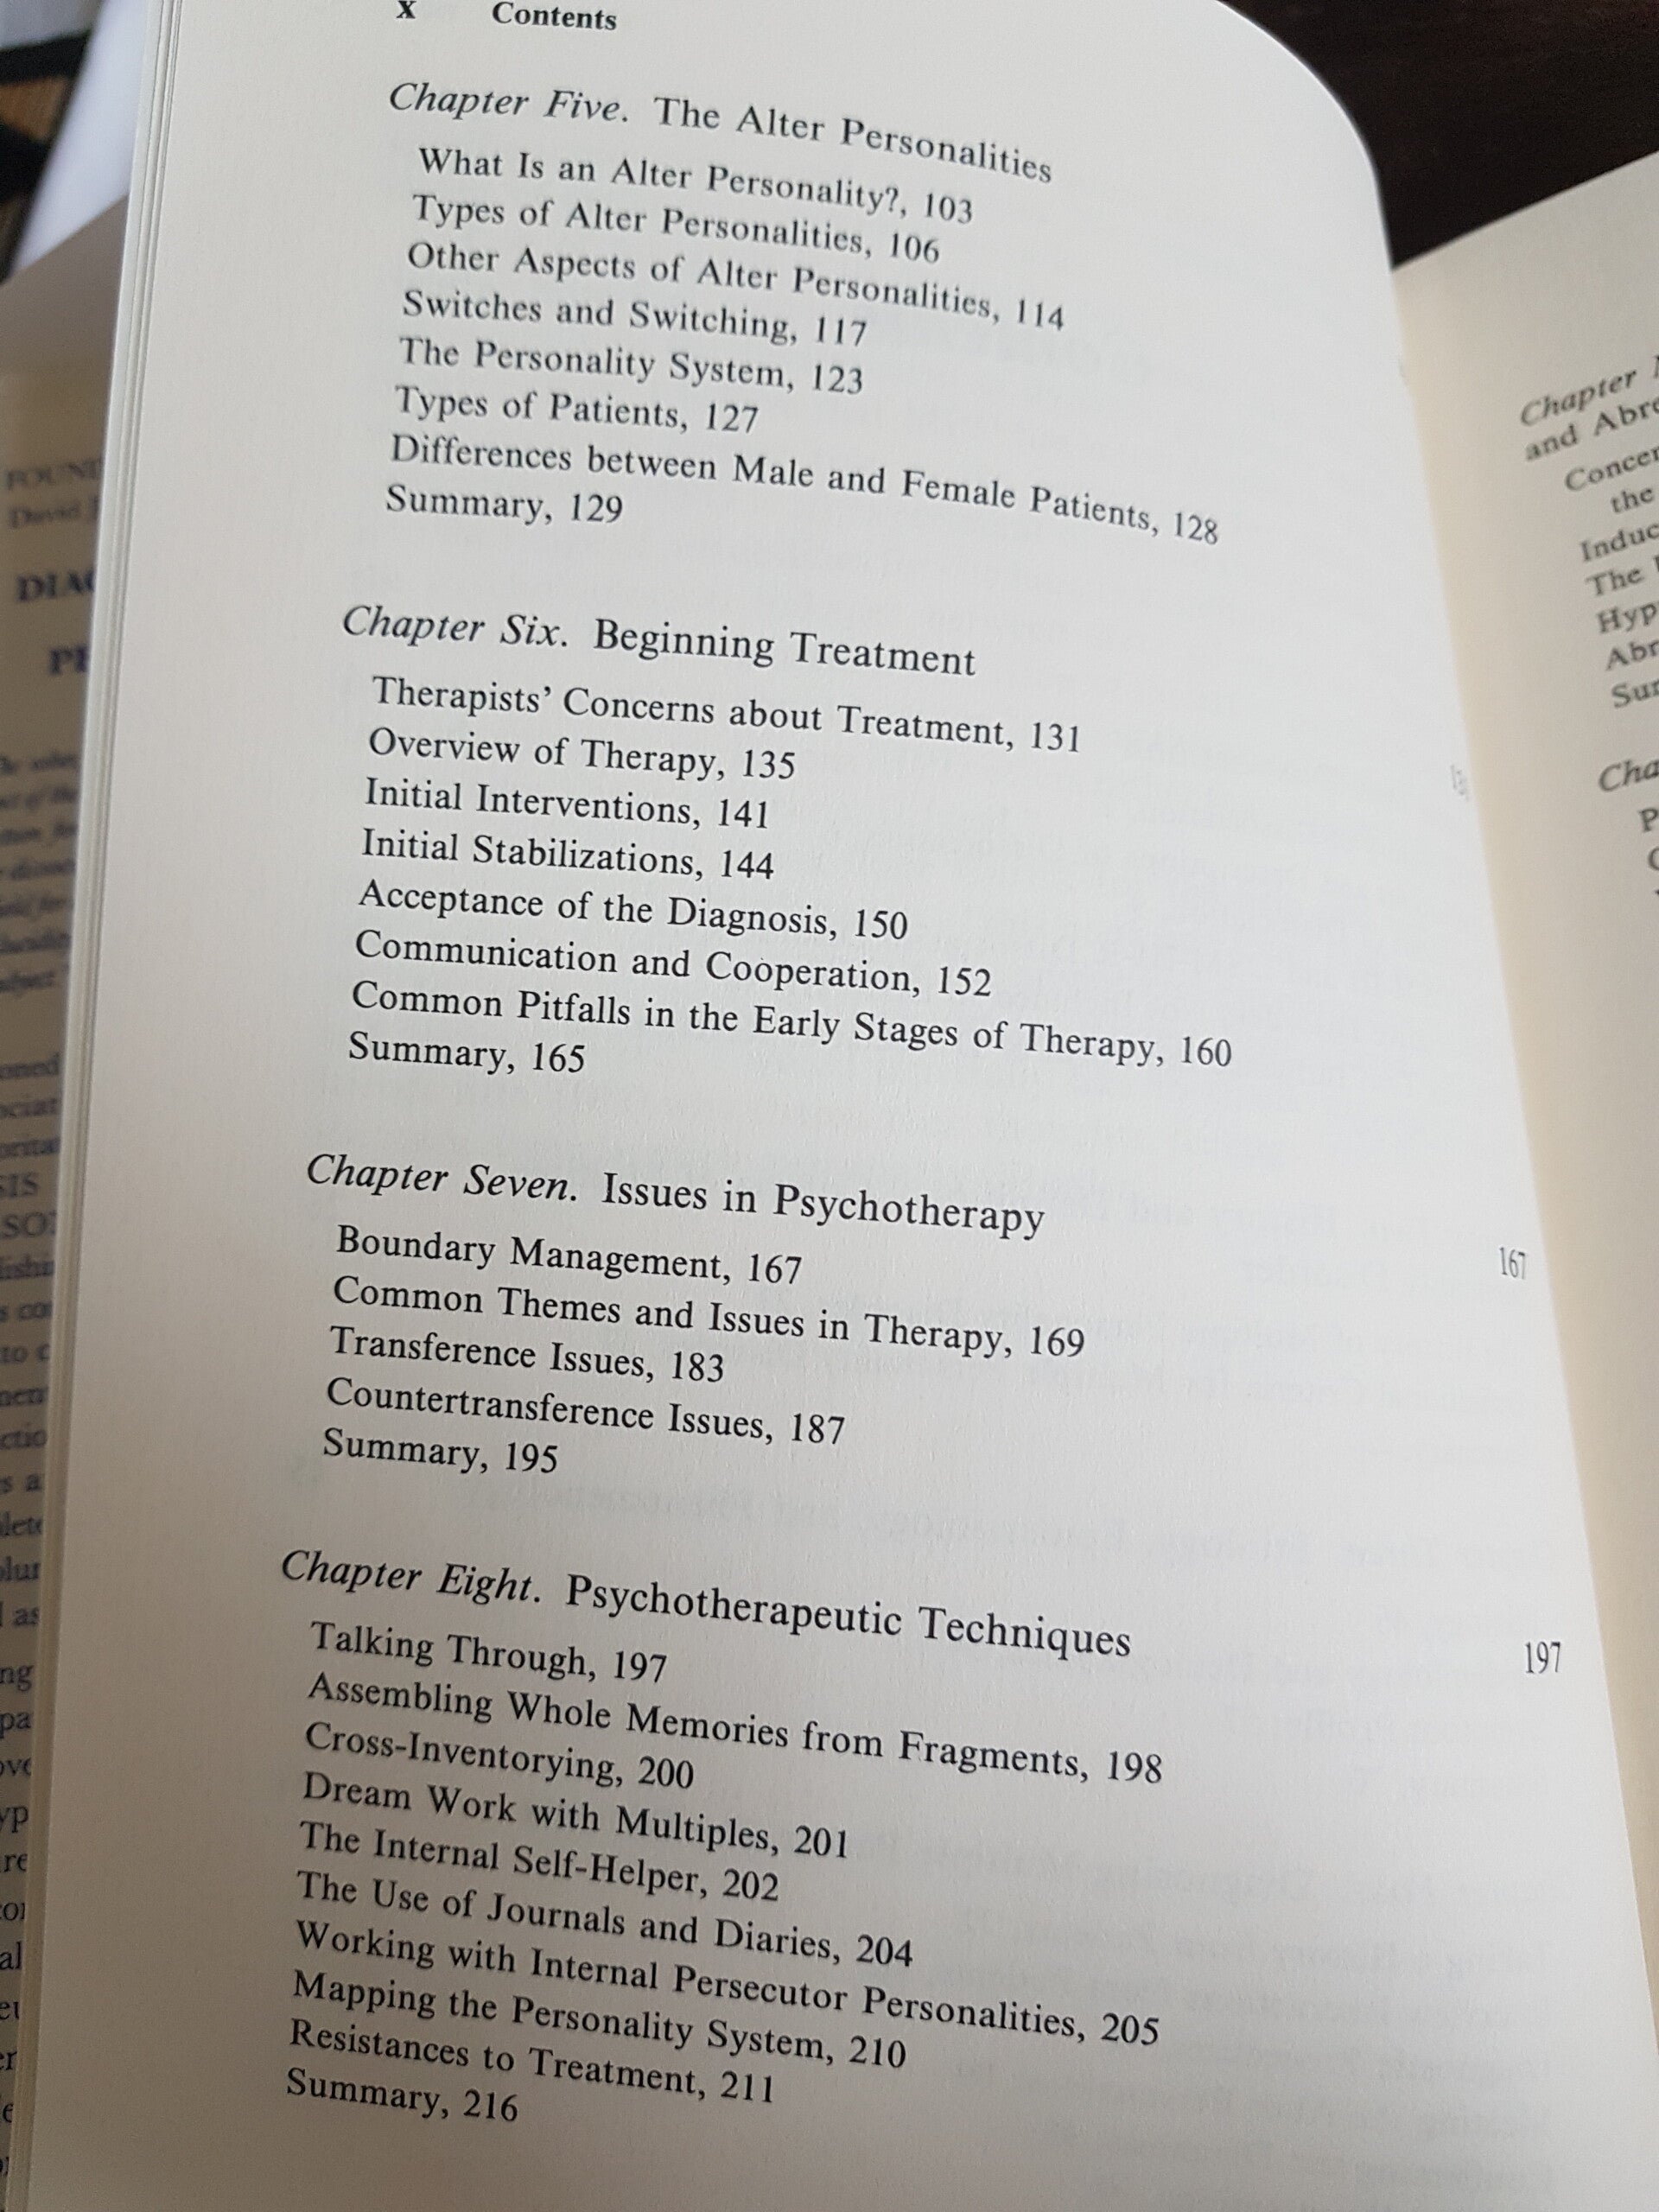 x Contents
Chapter Five. The Alter Personalities
What Is an Alter Personality?, 103
Types of Alter Personalities, 106
Other Aspects of Alter Personalities, 114
Switches and Switching, 117
The Personality System, 123
Types of Patients, 127
Differences between Male and Female Patients, 128
Summary, 129
Chapter Six. Beginning Treatment
Therapists' Concerns about Treatment, 131
Overview of Therapy, 135
Initial Interventions, 141
Initial Stabilizations, 144
Acceptance of the Diagnosis, 150
Communication and Cooperation, 152
Common Pitfalls in the Early Stages of Therapy, 160
Summary, 165
Chapter Seven. Issues in Psychotherapy 167
Boundary Management, 167
Common Themes and Issues in Therapy, 169
Transference Issues, 183
Countertransference Issues, 187
Summary, 195
Chapter Eight. Psychotherapeutic Techniques 197
Talking Through, 197
Assembling Whole Memories from Fragments, 198
Cross-Inventorying, 200
Dream Work with Multiples, 201
The Internal Self-Helper, 202
The Use of Journals and Diaries, 204
Working with Internal Persecutor Personalities, 205
Mapping the Personality System, 210
Resistances to Treatment, 211
Summary, 216
Chapter
and
the
The